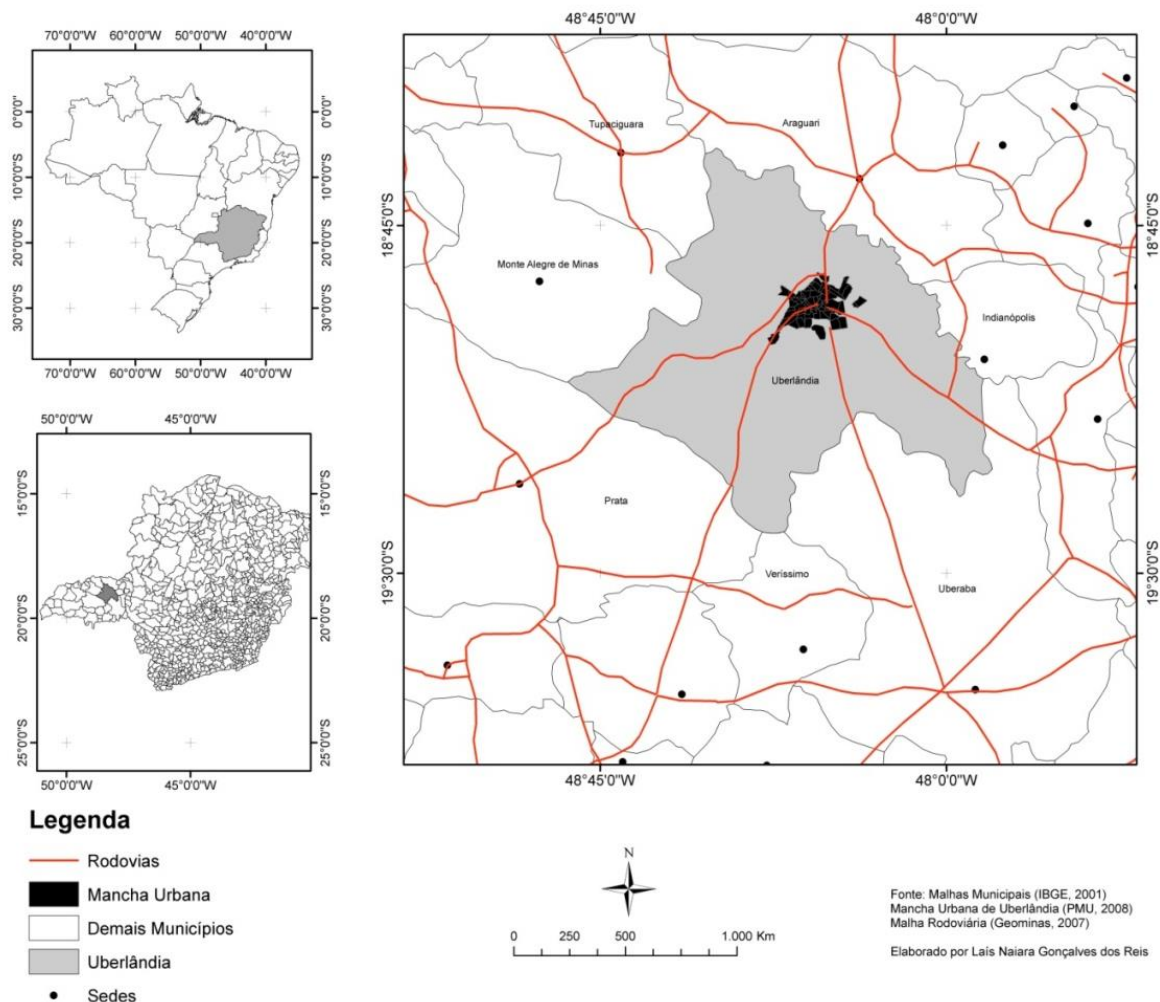 70°0'0"W 60°0'0"W 50°0'0"W 40°0'0"W
0°0'0"
10°0'0"S
20°0'0"S
30°0'0"S
0°0'0"
10°0'0"S
20°0'0"S
30°0'0"S
70°0'0"W 60°0'0"W 50°0'0"W 40°0'0"W
50°0'0"W 45°0'0"W
15°0'0"S
20°0'0"S
25°0'0"S
15°0'0"S
20°0'0"S
25°0'0"S
50°0'0"W 45°0'0"W
48°45'0"W 48°0'0"W
Tupaciguara
Araguari
18°45'0"S
18°45'0"S
Monte Alegre de Minas
Indianópolis
Uberlândia
Prata
19°30'0"S
Veríssimo
Uberaba
19°30'0"S
48°45'0"W 48°0'0"W
Legenda
Rodovias
Mancha Urbana
Demais Municípios
Uberlândia
Sedes
N
0 250 500 1.000 Km
Fonte: Malhas Municipais (IBGE, 2001)
Mancha Urbana de Uberlândia (PMU, 2008)
Malha Rodoviária (Geominas, 2007)
Elaborado por Laís Naiara Gonçalves dos Reis